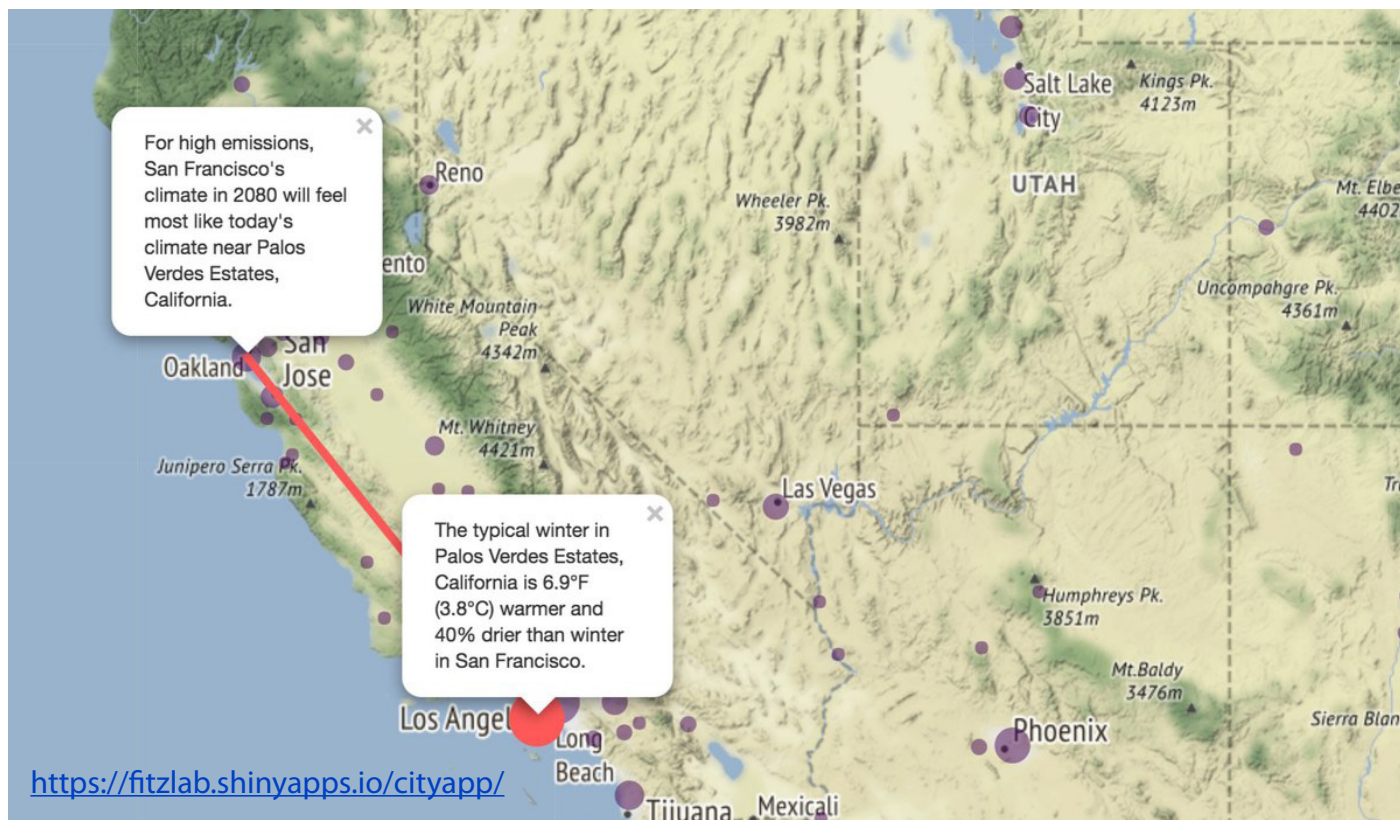 For high emissions,
San Francisco's
climate in 2080 will feel
most like today's
climate near Palos
Verdes Estates,
California.
×
Salt Lake
City
Kings Pk.
4123m
UTAH
Reno
Wheeler Pk.
3982m
Mt. Elbe
4402
ento
Uncompahgre Pk.
4361m
White Mountain
Peak
4342m
San
Jose
Oakland
Mt. Whitney
4421m
Junipero Serra Pk.
1787m
Las Vegas
Tr
The typical winter in
Palos Verdes Estates,
California is 6.9°F
(3.8°C) warmer and
40% drier than winter
in San Francisco.
×
Humphreys Pk.
3851m
Mt.Baldy
3476m
Los Angel
Long
Beach
Phoenix
Sierra Blan
https://fitzlab.shinyapps.io/cityapp/
Tijuana
Mexicali